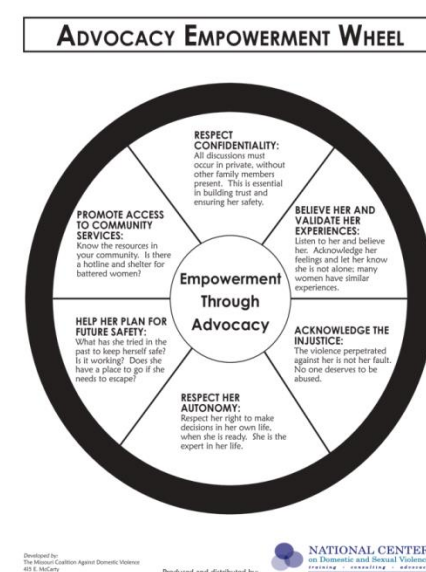 ADVOCACY EMPOWERMENT WHEEL
RESPECT
CONFIDENTIALITY:
All discussions must
occur in private, without
other family members
present. This is essential
in building trust and
ensuring her safety.
BELIEVE HER AND
VALIDATE HER
EXPERIENCES:
Listen to her and believe
her. Acknowledge her
feelings and let her know
she is not alone; many
women have similar
experiences.
ACKNOWLEDGE THE
INJUSTICE:
The violence perpetrated
against her is not her fault.
No one deserves to be
abused.
RESPECT HER
AUTONOMY:
Respect her right to make
decisions in her own life,
when she is ready. She is the
expert in her life.
HELP HER PLAN FOR
FUTURE SAFETY:
What has she tried in the
past to keep herself safe?
Is it working? Does she
have a place to go if she
needs to escape?
PROMOTE ACCESS
TO COMMUNITY
SERVICES:
Know the resources in
your community. Is there
a hotline and shelter for
battered women?
Empowerment
Through
Advocacy
Developed by:
The Missouri Coalition Against Domestic Violence
415 E. McCarty
Produced and distributed by:
NATIONAL CENTER
on Domestic and Sexual Violence
training · consulting · advocacy